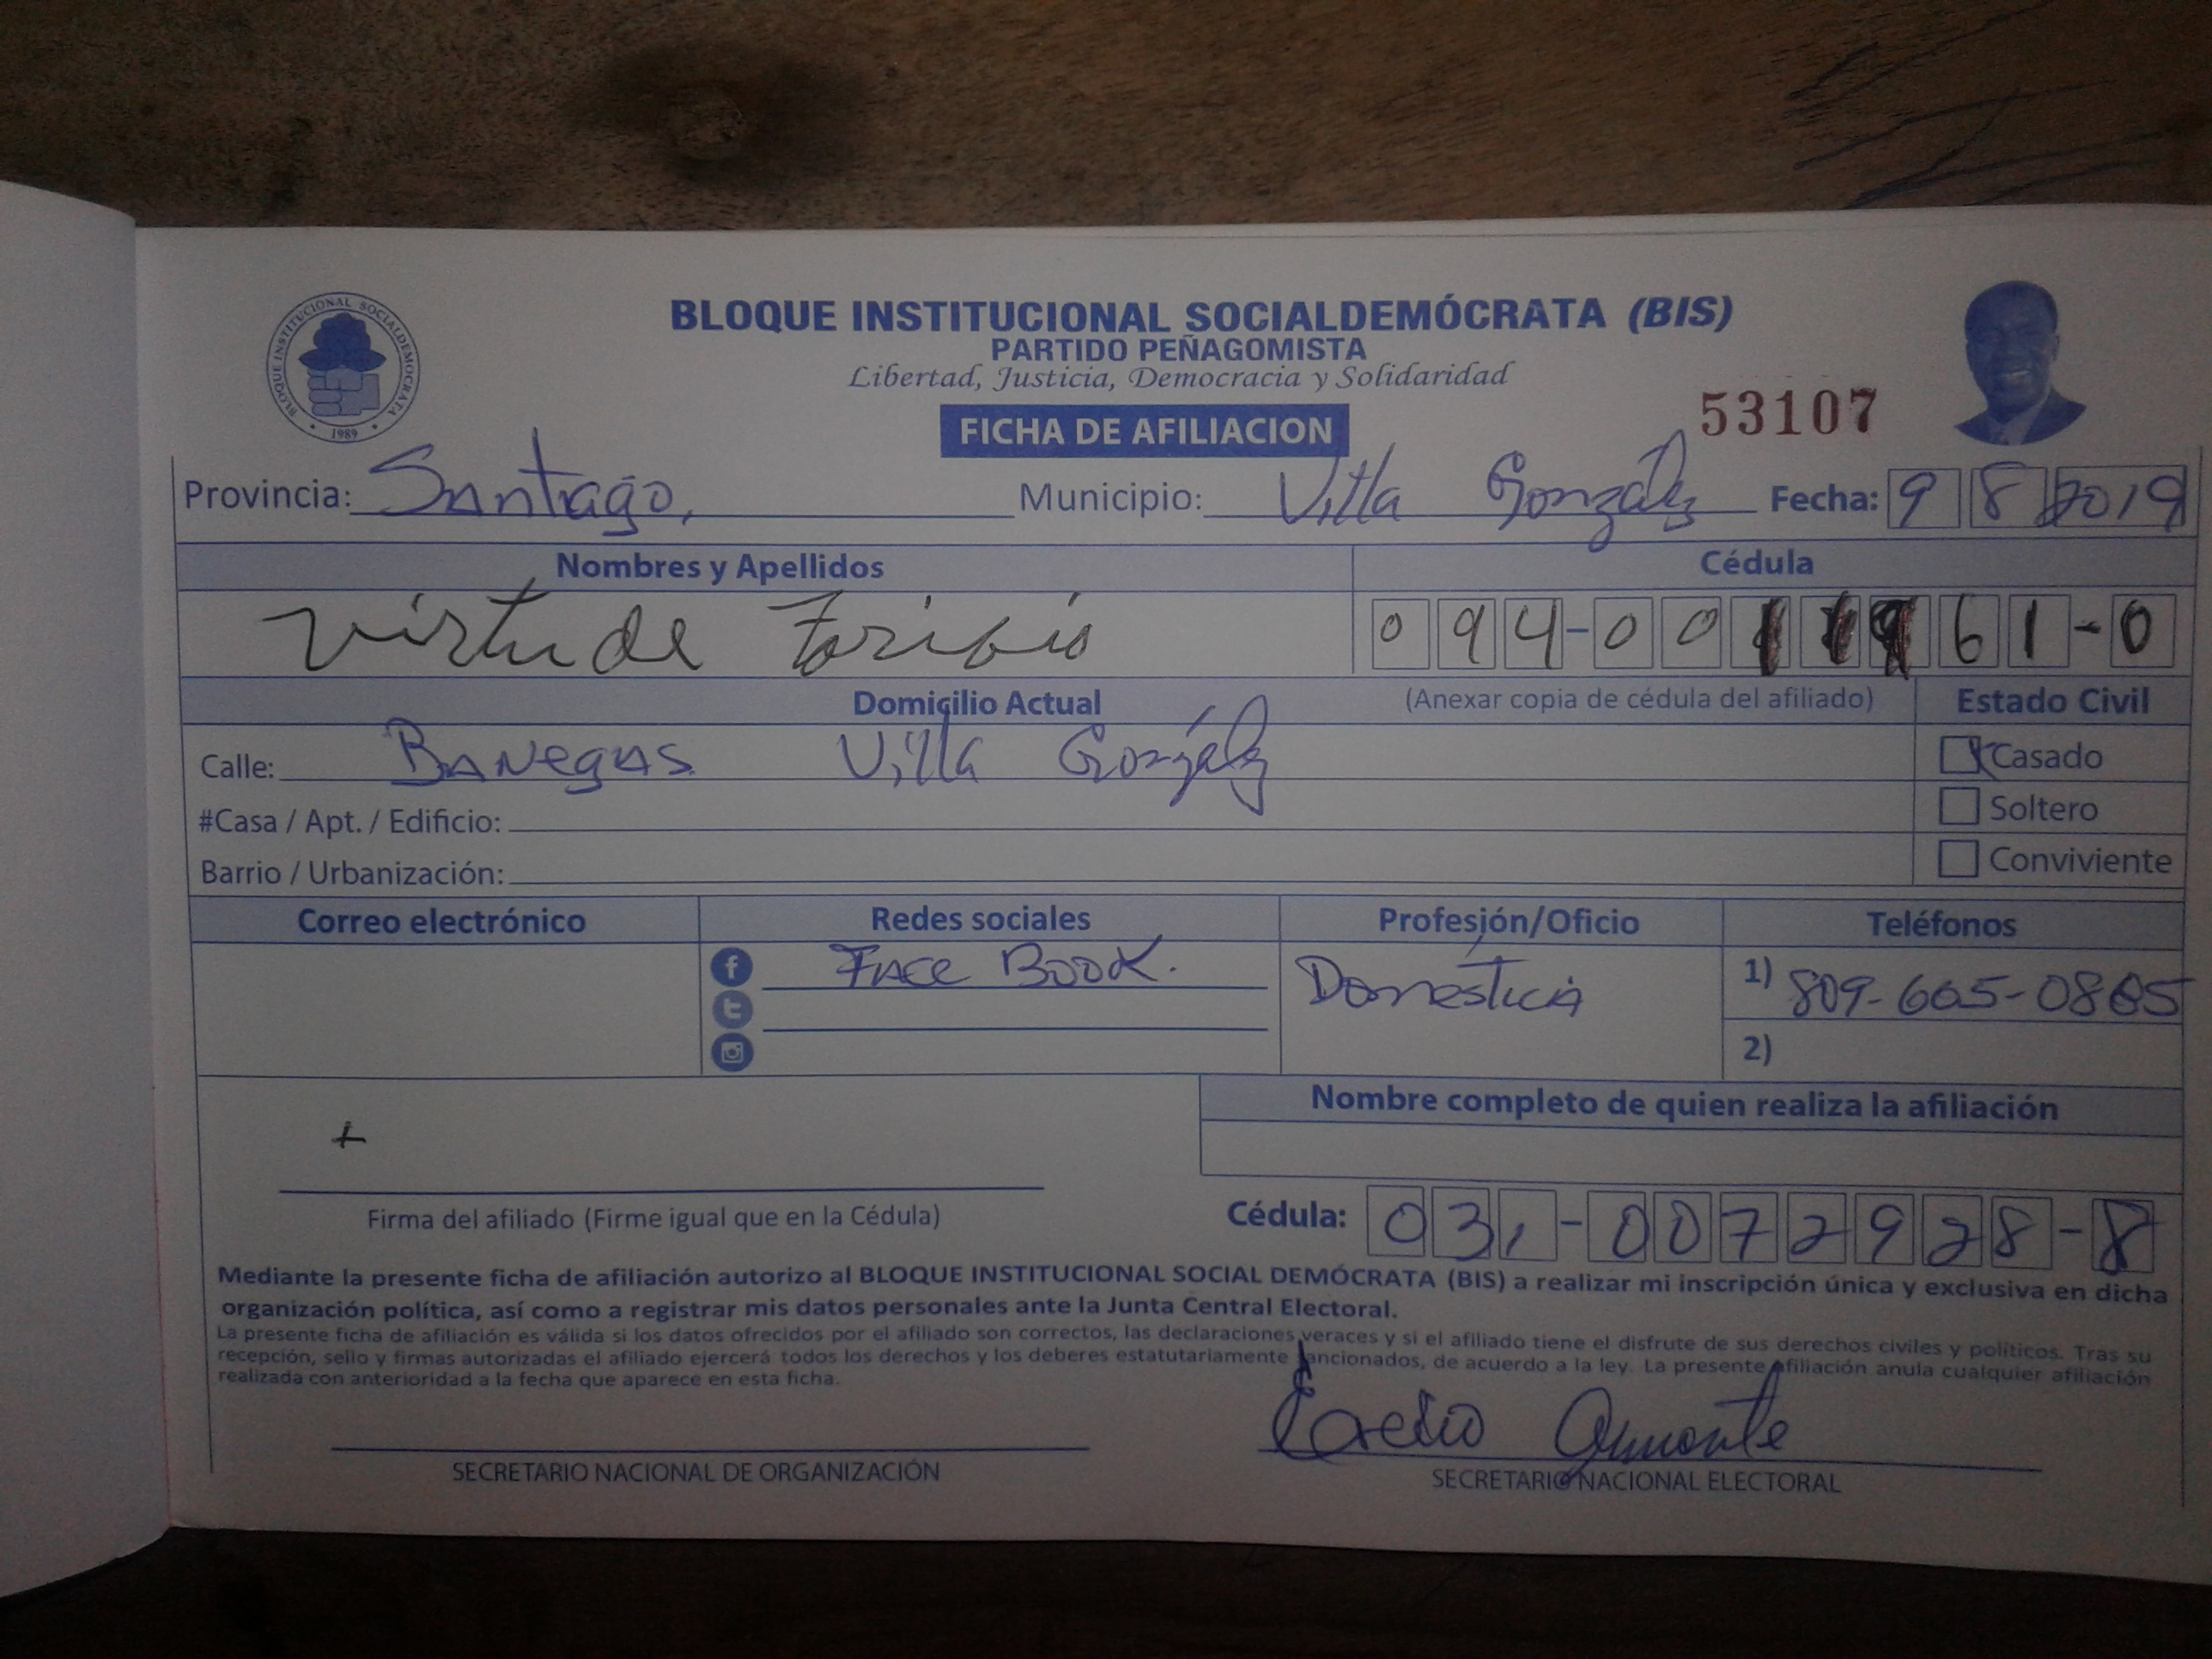 BLOQUE INSTITUCIONAL SOCIALDEMOCRATA
1989
BLOQUE INSTITUCIONAL SOCIALDEMÓCRATA (BIS)
PARTIDO PEÑAGOMISTA
Libertad, Justicia, Democracia y Solidaridad
FICHA DE AFILIACION
53107
Provincia: Santiago, Municipio: Villa González Fecha: 9 8 2019
Nombres y Apellidos Cédula
Virtude Toribio 094-00 61-0
Domicilio Actual (Anexar copia de cédula del afiliado) Estado Civil
Calle: Banegas Villa González Casado
#Casa / Apt. / Edificio: Soltero
Barrio / Urbanización: Conviviente
Correo electrónico Redes sociales Profesión/Oficio Teléfonos
Face Book. Domesticia 1) 809-665-0865
2)
Nombre completo de quien realiza la afiliación
+
Firma del afiliado (Firme igual que en la Cédula) Cédula: 031-0072928-8
Mediante la presente ficha de afiliación autorizo al BLOQUE INSTITUCIONAL SOCIAL DEMÓCRATA (BIS) a realizar mi inscripción única y exclusiva en dicha
organización política, así como a registrar mis datos personales ante la Junta Central Electoral.
La presente ficha de afiliación es válida si los datos ofrecidos por el afiliado son correctos, las declaraciones veraces y si el afiliado tiene el disfrute de sus derechos civiles y políticos. Tras su
recepción, sello y firmas autorizadas el afiliado ejercerá todos los derechos y los deberes estatutariamente sancionados, de acuerdo a la ley. La presente afiliación anula cualquier afiliación
realizada con anterioridad a la fecha que aparece en esta ficha.
SECRETARIO NACIONAL DE ORGANIZACIÓN SECRETARIO NACIONAL ELECTORAL